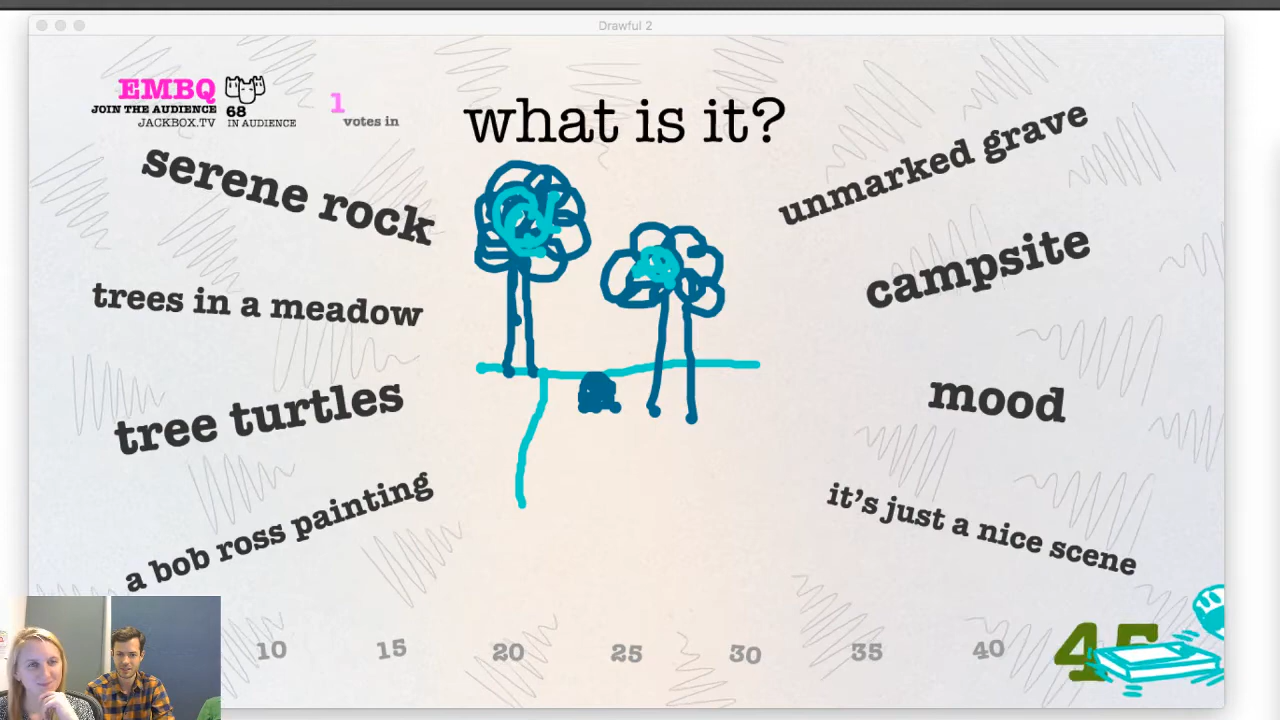 Drawful 2
EMBQ
JOIN THE AUDIENCE
JACKBOX.TV
68
IN AUDIENCE
1
votes in
what is it?
serene rock
trees in a meadow
tree turtles
a bob ross painting
unmarked grave
campsite
mood
it's just a nice scene
10 15 20 25 30 35 40 45